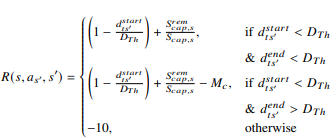 R(s, a_{s'}, s') = { (1 − d^{start}_{ts'} / D_{Th}) + S^{rem}_{cap,s} / S_{cap,s}, if d^{start}_{ts'} < D_{Th}
& d^{end}_{ts'} < D_{Th}
(1 − d^{start}_{ts'} / D_{Th}) + S^{rem}_{cap,s} / S_{cap,s} − M_c, if d^{start}_{ts'} < D_{Th}
& d^{end}_{ts'} > D_{Th}
−10, otherwise